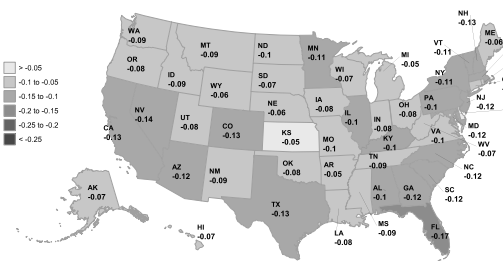 > -0.05
-0.1 to -0.05
-0.15 to -0.1
-0.2 to -0.15
-0.25 to -0.2
< -0.25
WA
-0.09
OR
-0.08
CA
-0.13
NV
-0.14
ID
-0.09
MT
-0.09
WY
-0.06
UT
-0.08
AZ
-0.12
CO
-0.13
NM
-0.09
ND
-0.1
SD
-0.07
NE
-0.06
KS
-0.05
OK
-0.08
TX
-0.13
MN
-0.11
IA
-0.08
MO
-0.1
AR
-0.05
LA
-0.08
WI
-0.07
IL
-0.1
MI
-0.05
IN
-0.08
OH
-0.08
KY
-0.1
TN
-0.09
MS
-0.09
AL
-0.1
GA
-0.12
FL
-0.17
SC
-0.12
NC
-0.12
WV
-0.07
MD
-0.12
VA
-0.1
NJ
-0.12
PA
-0.1
NY
-0.11
VT
-0.11
NH
-0.13
ME
-0.06
AK
-0.07
HI
-0.07